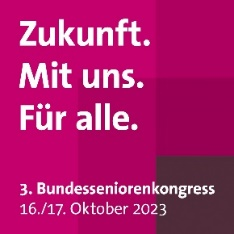 Zukunft.
Mit uns.
Für alle.
3. Bundesseniorenkongress
16./17. Oktober 2023